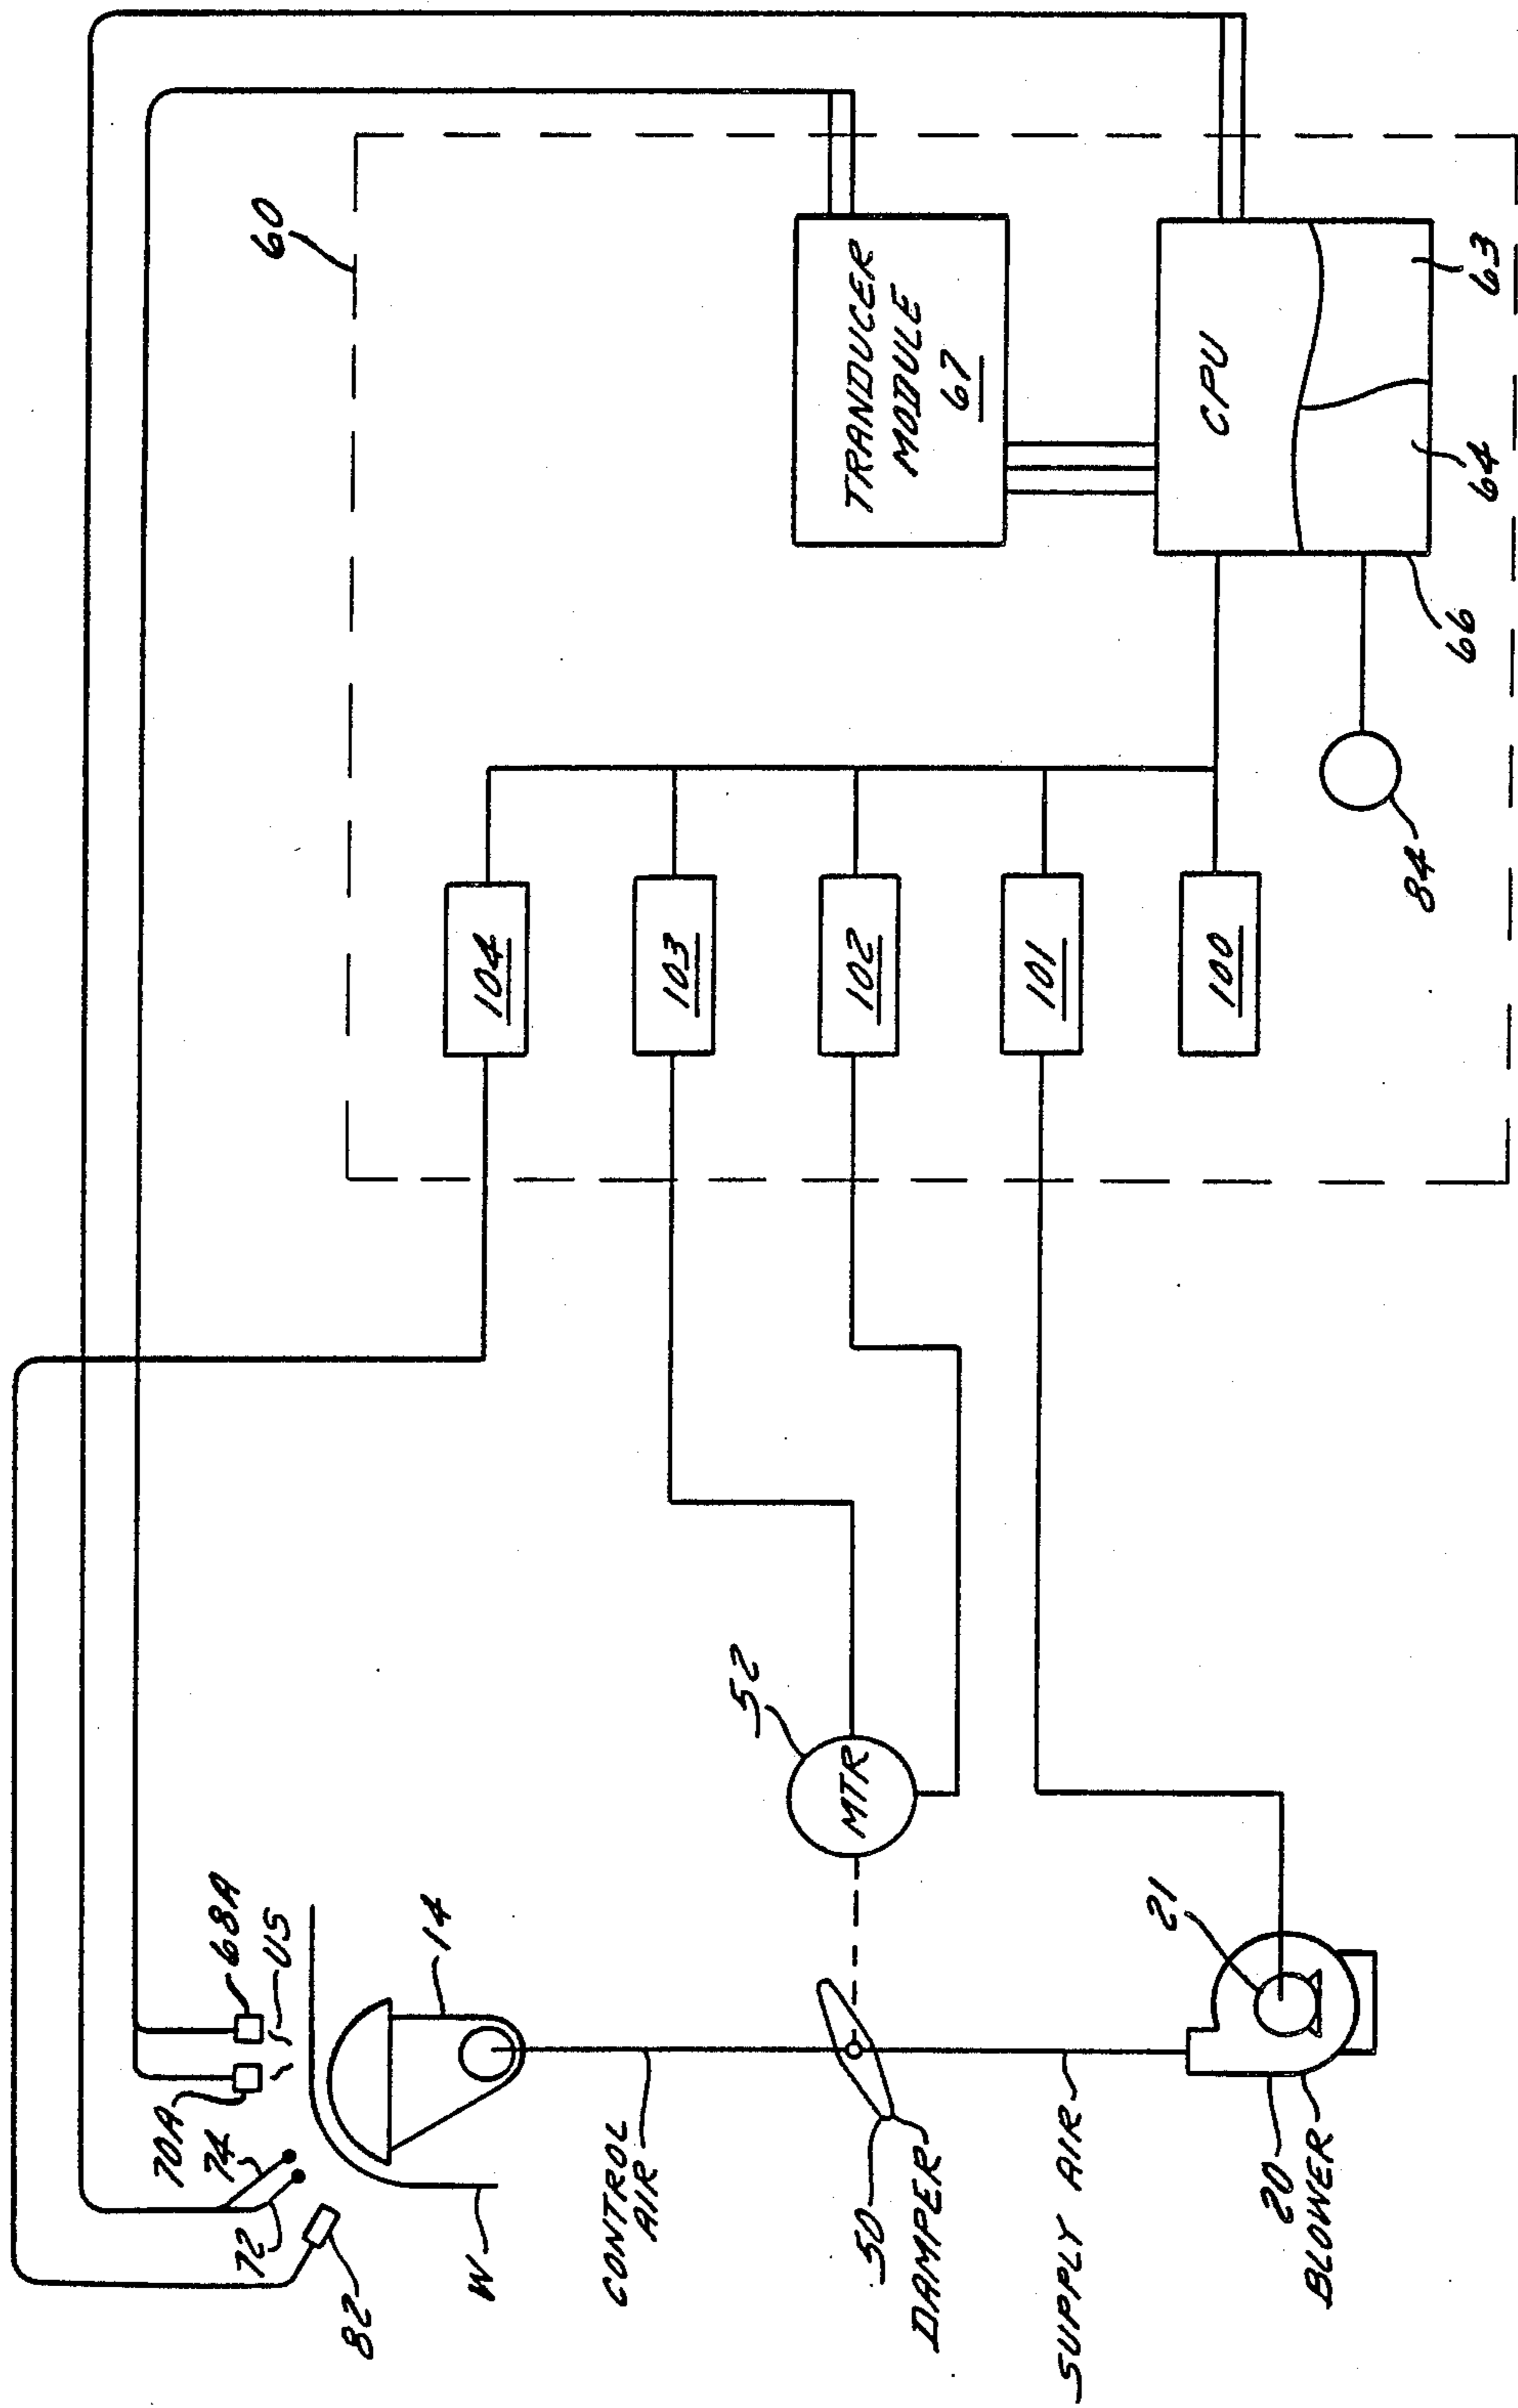 60
TRANDUCER
MODULE
67
CPU
63
64
66
84
104
103
102
101
100
52
MTR
68A
US
70A
74
72
82
14
W
CONTROL
AIR
50
DAMPER
SUPPLY AIR
21
20
BLOWER